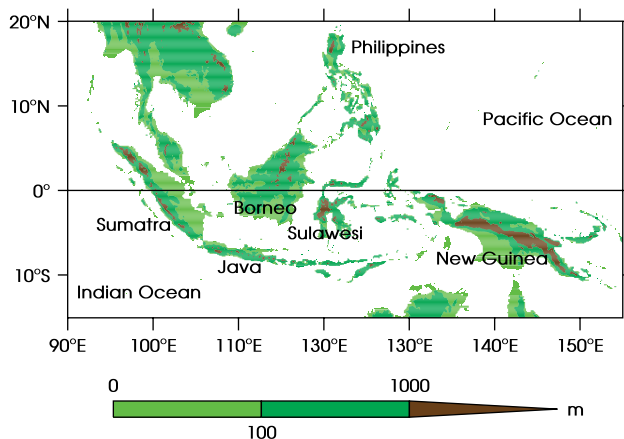 20°N
Philippines
10°N
Pacific Ocean
0°
Borneo
Sumatra
Sulawesi
Java
New Guinea
10°S
Indian Ocean
90°E 100°E 110°E 130°E 130°E 140°E 150°E
0 1000
m
100